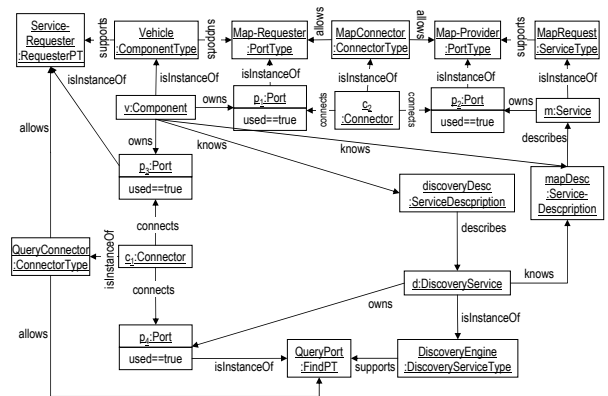 Service-
Requester
:RequesterPT
supports
Vehicle
:ComponentType
supports
Map-Requester
:PortType
allows
MapConnector
:ConnectorType
allows
Map-Provider
:PortType
supports
MapRequest
:ServiceType
isInstanceOf
isInstanceOf
isInstanceOf
isInstanceOf
isInstanceOf
isInstanceOf
v:Component
owns
p1:Port
used==true
connects
c2
:Connector
connects
p2:Port
used==true
owns
m:Service
allows
owns
knows
knows
describes
p3:Port
used==true
discoveryDesc
:ServiceDescpription
mapDesc
:Service-
Descpription
connects
describes
QueryConnector
:ConnectorType
isInstanceOf
c1:Connector
connects
d:DiscoveryService
knows
owns
isInstanceOf
allows
p4:Port
used==true
isInstanceOf
QueryPort
:FindPT
supports
DiscoveryEngine
:DiscoveryServiceType